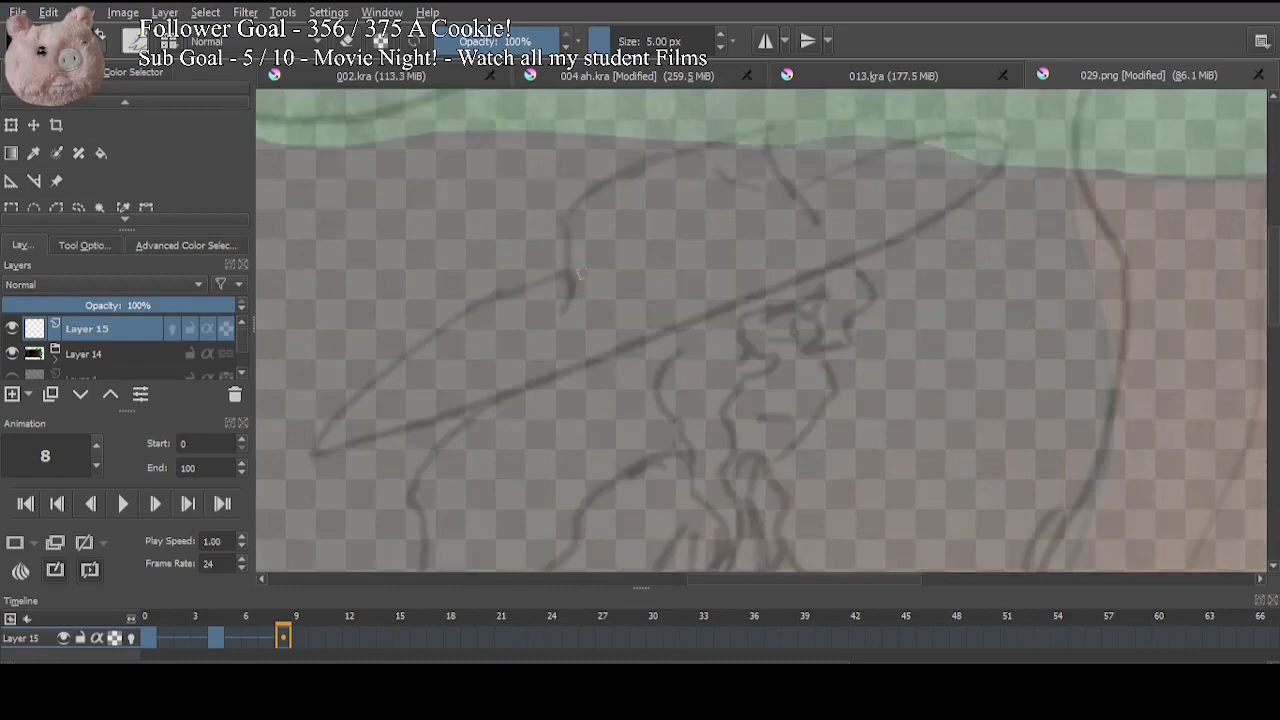 File Edit Image Layer Select Filter Tools Settings Window Help
Follower Goal - 356 / 375 A Cookie!
Normal Opacity: 100% Size: 5.00 px
Sub Goal - 5 / 10 - Movie Night! - Watch all my student Films
Color Selector
002.kra (113.3 MiB)
004 ah.kra [Modified] (259.5 MiB)
013.kra (177.5 MiB)
029.png [Modified] (86.1 MiB)
Lay... Tool Optio... Advanced Color Selec...
Layers
Normal
Opacity: 100%
Layer 15
Layer 14
Animation
8
Start: 0
End: 100
Play Speed: 1.00
Frame Rate: 24
Timeline
0 3 6 9 12 15 18 21 24 27 30 33 36 39 42 45 48 51 54 57 60 63 66
Layer 15